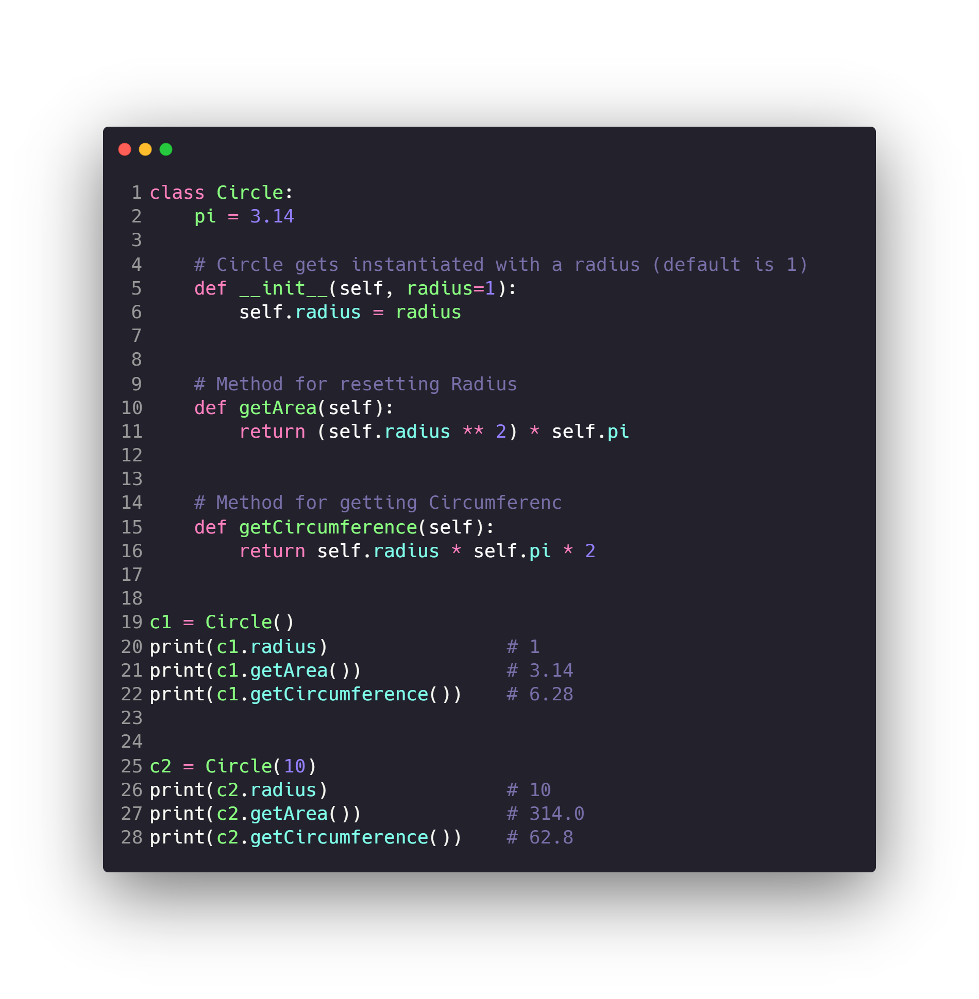 1 class Circle:
2     pi = 3.14
3
4     # Circle gets instantiated with a radius (default is 1)
5     def __init__(self, radius=1):
6         self.radius = radius
7
8
9     # Method for resetting Radius
10     def getArea(self):
11         return (self.radius ** 2) * self.pi
12
13
14     # Method for getting Circumferenc
15     def getCircumference(self):
16         return self.radius * self.pi * 2
17
18
19 c1 = Circle()
20 print(c1.radius)                # 1
21 print(c1.getArea())             # 3.14
22 print(c1.getCircumference())    # 6.28
23
24
25 c2 = Circle(10)
26 print(c2.radius)                # 10
27 print(c2.getArea())             # 314.0
28 print(c2.getCircumference())    # 62.8